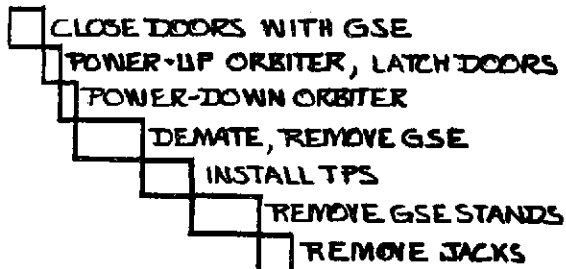 CLOSE DOORS WITH GSE
POWER-UP ORBITER, LATCH DOORS
POWER-DOWN ORBITER
DEMATE, REMOVE GSE
INSTALL TPS
REMOVE GSE STANDS
REMOVE JACKS